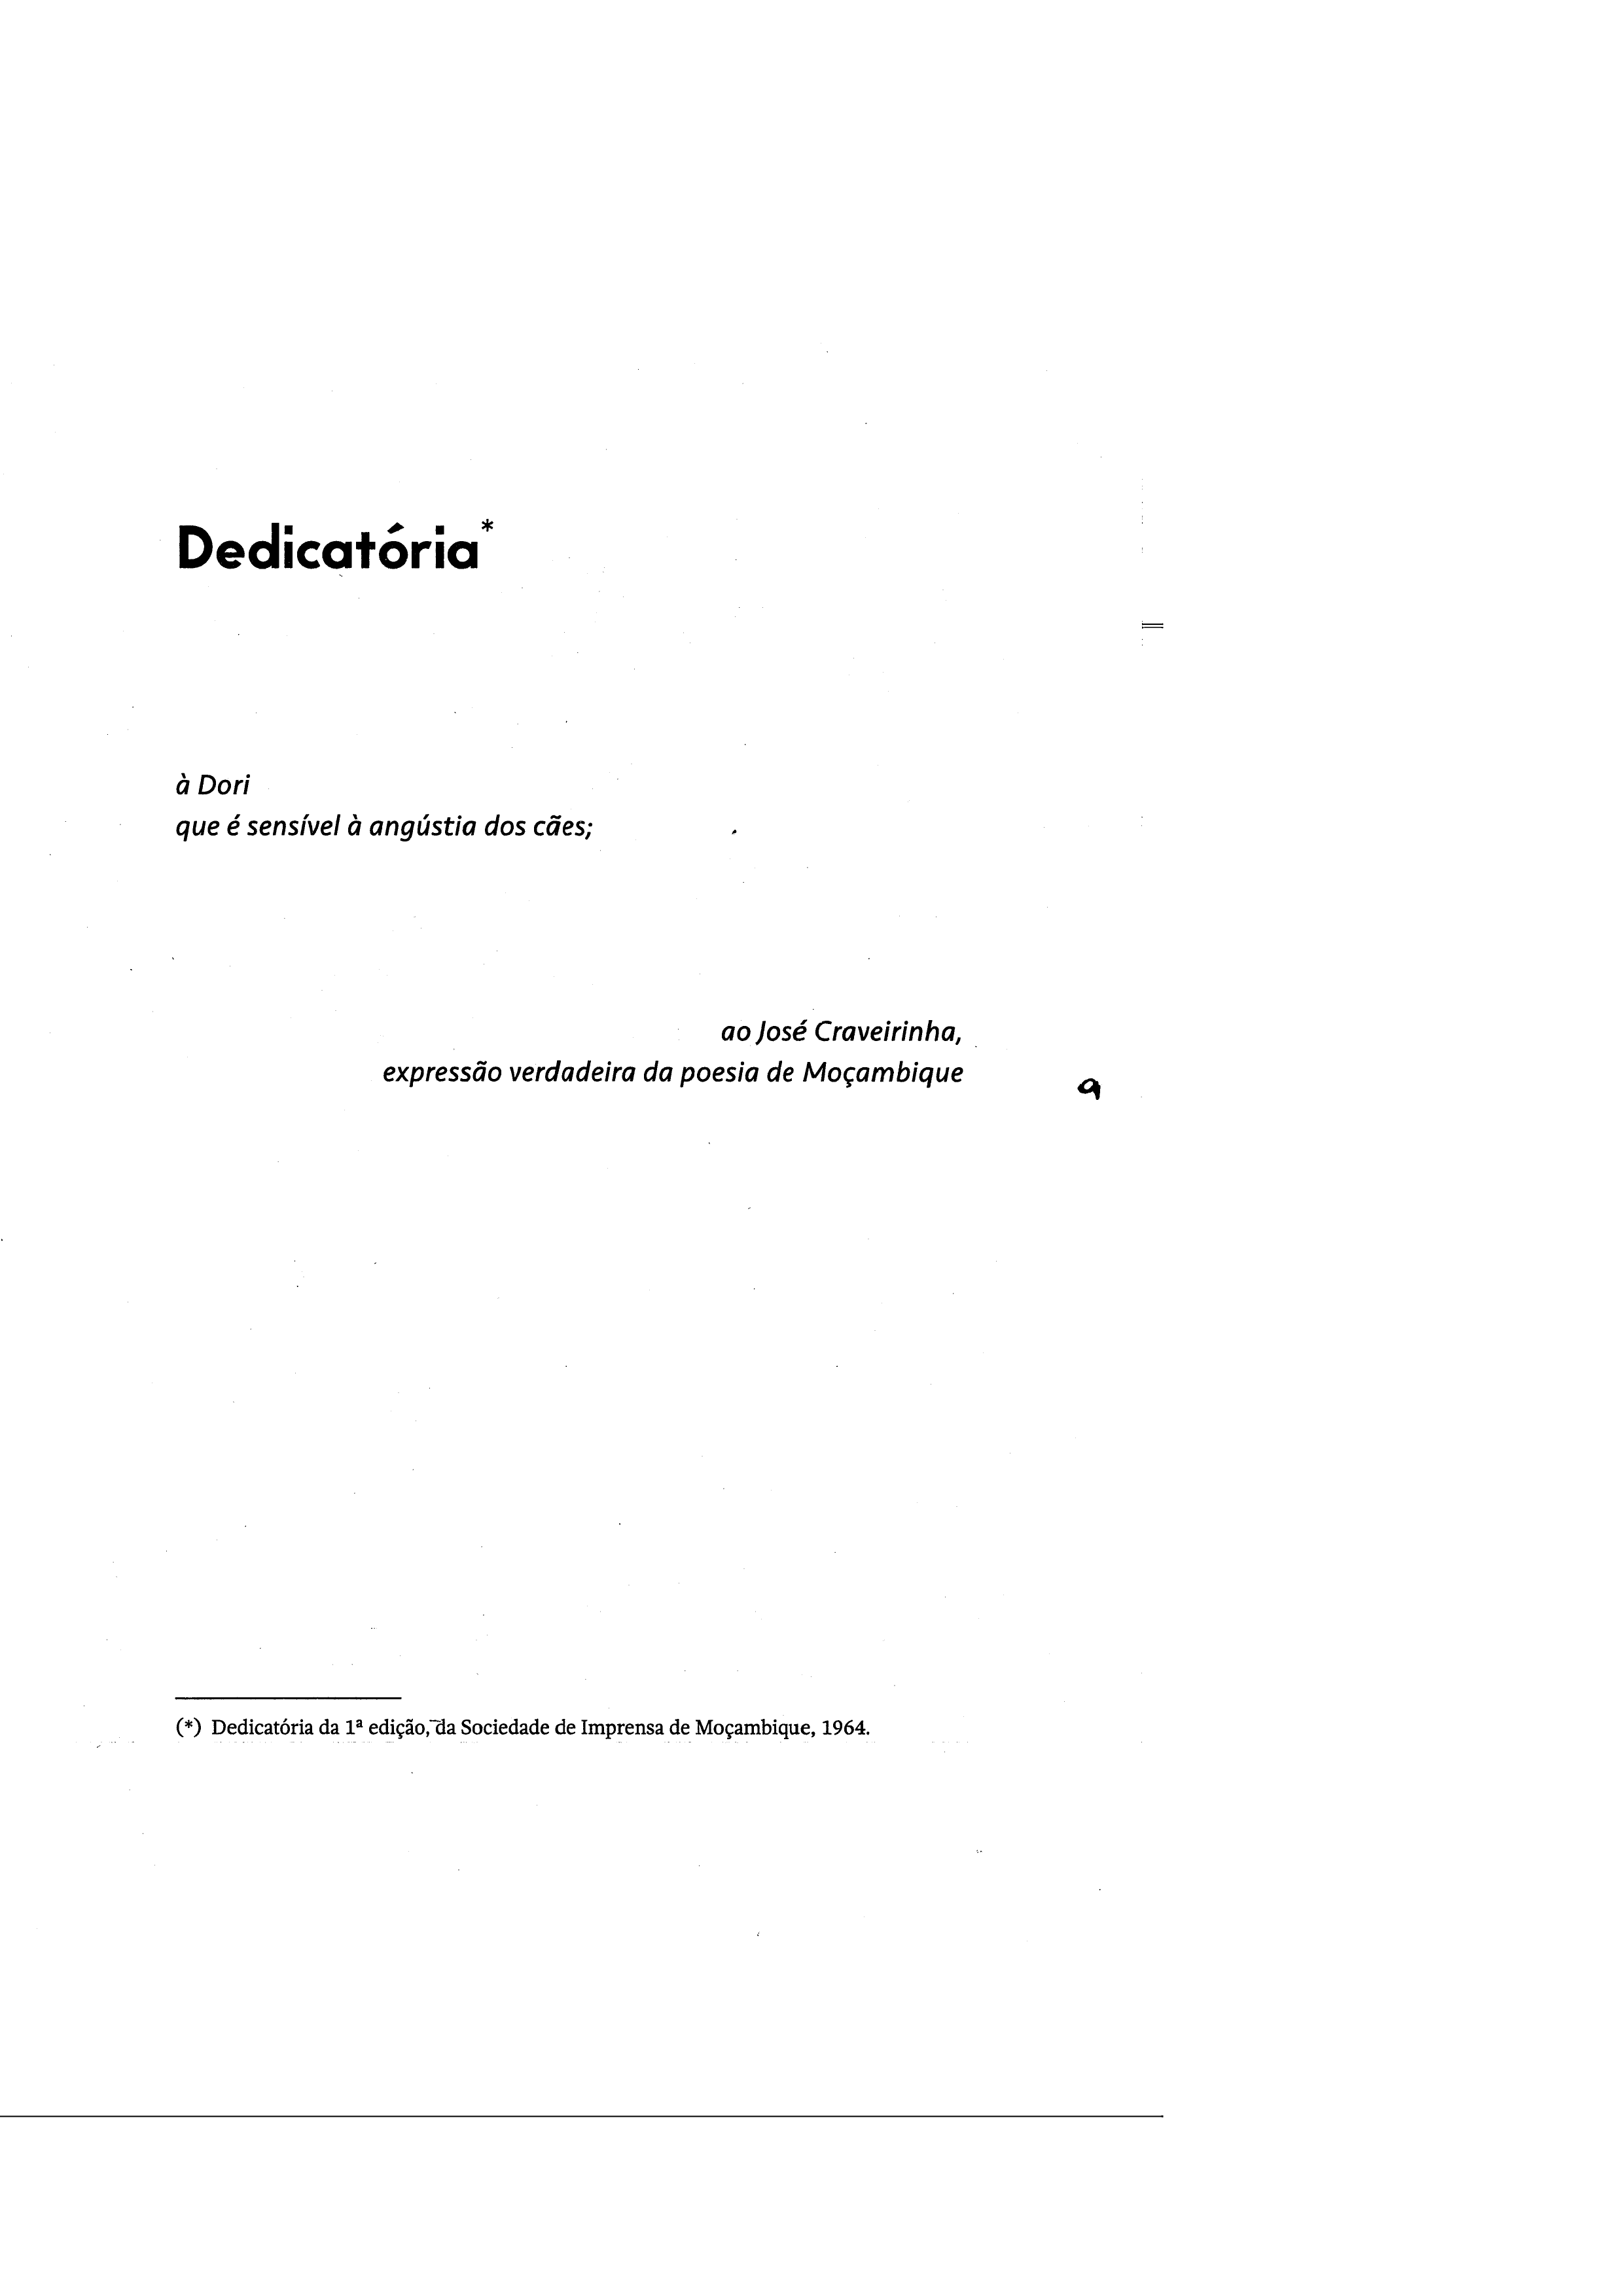 Dedicatória*
à Dori
que é sensível à angústia dos cães;
ao José Craveirinha,
expressão verdadeira da poesia de Moçambique
9
(*) Dedicatória da 1ª edição, da Sociedade de Imprensa de Moçambique, 1964.